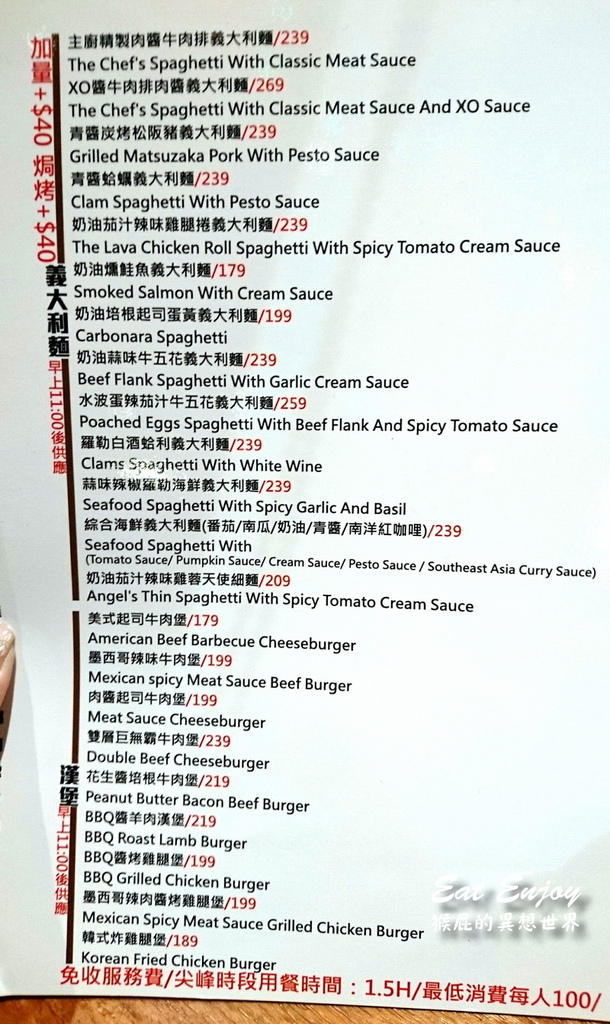 加量+$40 焗烤+$40
義大利麵
早上11:00後供應
主廚精製肉醬牛肉排義大利麵/239
The Chef's Spaghetti With Classic Meat Sauce
XO醬牛肉排肉醬義大利麵/269
The Chef's Spaghetti With Classic Meat Sauce And XO Sauce
青醬炭烤松阪豬義大利麵/239
Grilled Matsuzaka Pork With Pesto Sauce
青醬蛤蠣義大利麵/239
Clam Spaghetti With Pesto Sauce
奶油茄汁辣味雞腿捲義大利麵/239
The Lava Chicken Roll Spaghetti With Spicy Tomato Cream Sauce
奶油燻鮭魚義大利麵/179
Smoked Salmon With Cream Sauce
奶油培根起司蛋黃義大利麵/199
Carbonara Spaghetti
奶油蒜味牛五花義大利麵/239
Beef Flank Spaghetti With Garlic Cream Sauce
水波蛋辣茄汁牛五花義大利麵/259
Poached Eggs Spaghetti With Beef Flank And Spicy Tomato Sauce
羅勒白酒蛤利義大利麵/239
Clams Spaghetti With White Wine
蒜味辣椒羅勒海鮮義大利麵/239
Seafood Spaghetti With Spicy Garlic And Basil
綜合海鮮義大利麵(番茄/南瓜/奶油/青醬/南洋紅咖哩)/239
Seafood Spaghetti With
(Tomato Sauce/ Pumpkin Sauce/ Cream Sauce/ Pesto Sauce / Southeast Asia Curry Sauce)
奶油茄汁辣味雞蓉天使細麵/209
Angel's Thin Spaghetti With Spicy Tomato Cream Sauce
漢堡
早上11:00後供應
美式起司牛肉堡/179
American Beef Barbecue Cheeseburger
墨西哥辣味牛肉堡/199
Mexican spicy Meat Sauce Beef Burger
肉醬起司牛肉堡/199
Meat Sauce Cheeseburger
雙層巨無霸牛肉堡/239
Double Beef Cheeseburger
花生醬培根牛肉堡/219
Peanut Butter Bacon Beef Burger
BBQ醬羊肉漢堡/219
BBQ Roast Lamb Burger
BBQ醬烤雞腿堡/199
BBQ Grilled Chicken Burger
墨西哥辣肉醬烤雞腿堡/199
Mexican Spicy Meat Sauce Grilled Chicken Burger
韓式炸雞腿堡/189
Korean Fried Chicken Burger
免收服務費/尖峰時段用餐時間：1.5H/最低消費每人100/
Eat Enjoy
猴屁的異想世界